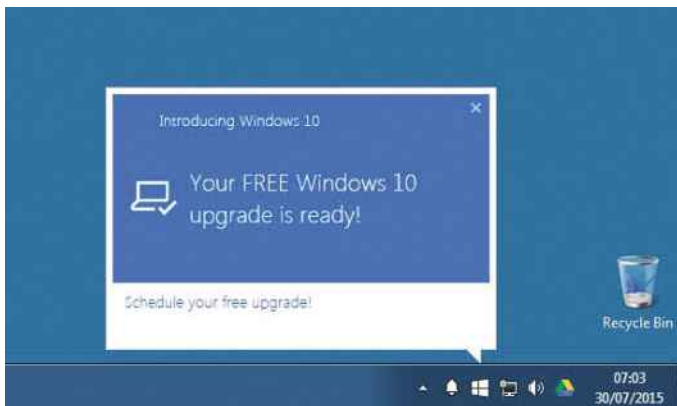 Introducing Windows 10
Your FREE Windows 10
upgrade is ready!
Schedule your free upgrade!
Recycle Bin
07:03
30/07/2015